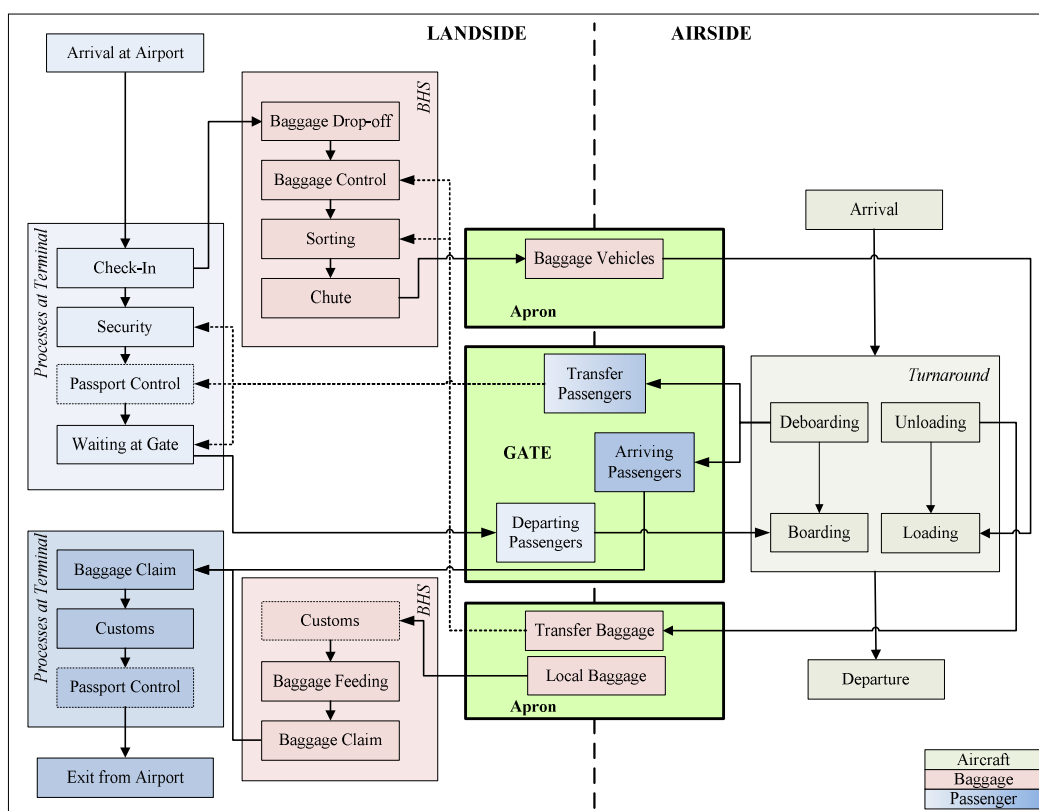 LANDSIDE
AIRSIDE
Arrival at Airport
BHS
Baggage Drop-off
Baggage Control
Sorting
Chute
Processes at Terminal
Check-In
Security
Passport Control
Waiting at Gate
Baggage Vehicles
Apron
Arrival
Turnaround
Deboarding
Unloading
Boarding
Loading
Departure
Transfer
Passengers
GATE
Arriving
Passengers
Departing
Passengers
Processes at Terminal
Baggage Claim
Customs
Passport Control
Exit from Airport
BHS
Customs
Baggage Feeding
Baggage Claim
Transfer Baggage
Local Baggage
Apron
Aircraft
Baggage
Passenger